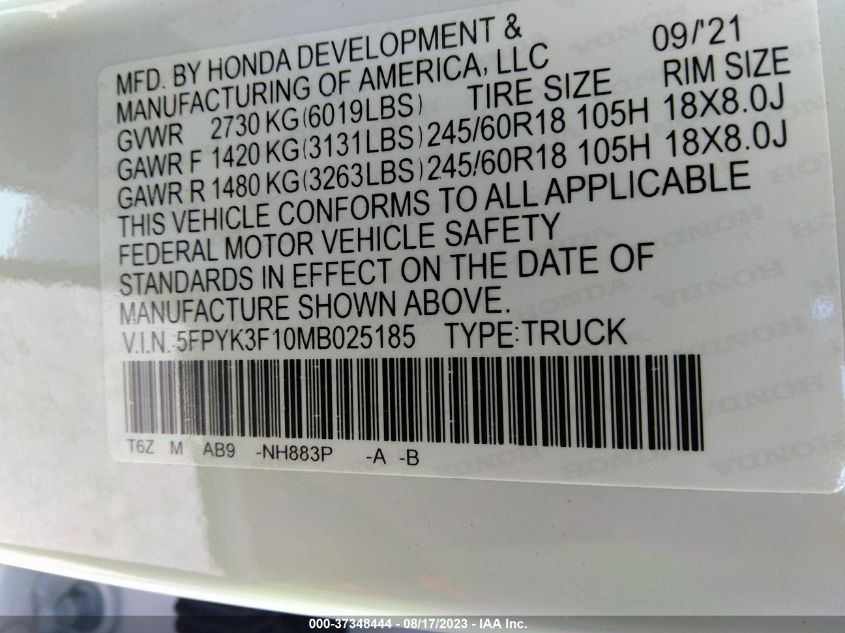 MFD. BY HONDA DEVELOPMENT & 09/'21
MANUFACTURING OF AMERICA, LLC RIM SIZE
GVWR 2730 KG(6019LBS) TIRE SIZE
GAWR F 1420 KG(3131LBS) 245/60R18 105H 18X8.0J
GAWR R 1480 KG(3263LBS) 245/60R18 105H 18X8.0J
THIS VEHICLE CONFORMS TO ALL APPLICABLE
FEDERAL MOTOR VEHICLE SAFETY
STANDARDS IN EFFECT ON THE DATE OF
MANUFACTURE SHOWN ABOVE.
V.I.N.:5FPYK3F10MB025185 TYPE:TRUCK
T6Z M AB9 -NH883P -A -B
000-37348444 - 08/17/2023 - IAA Inc.